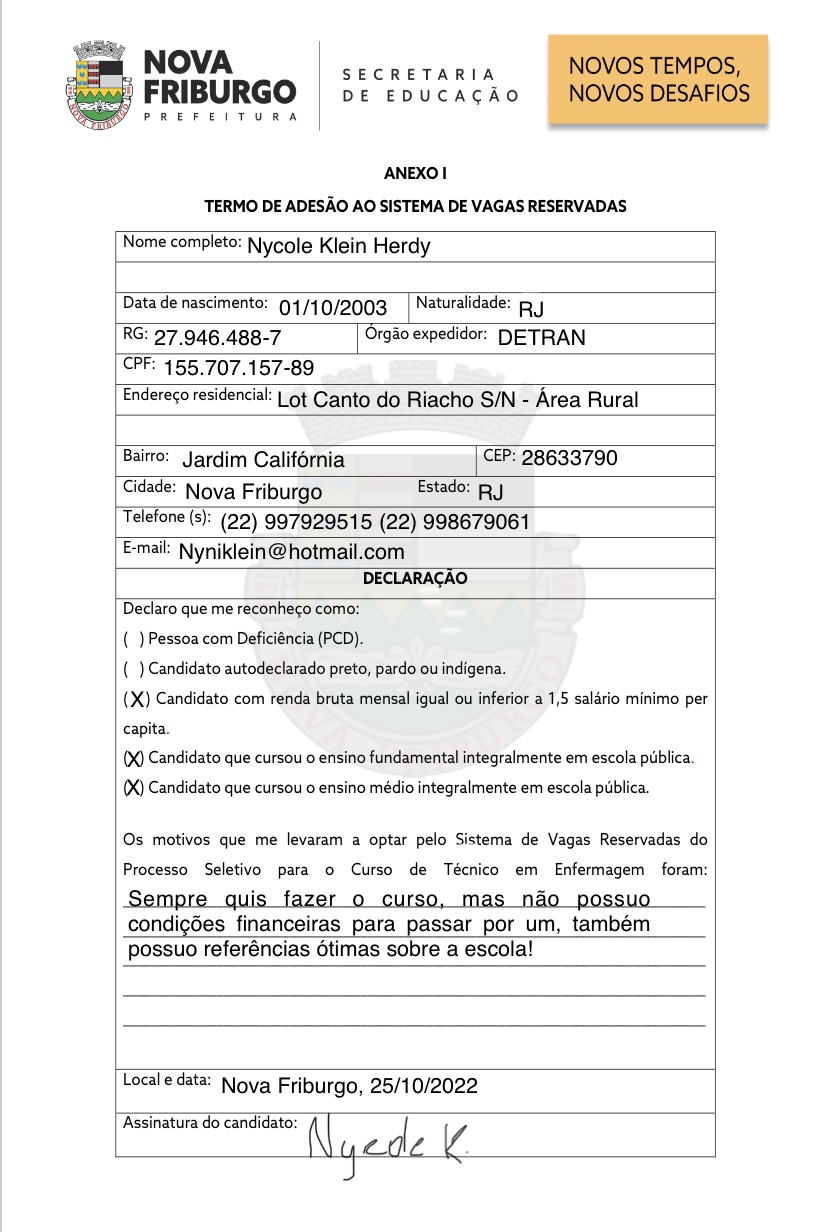 NOVA
FRIBURGO
PREFEITURA
SECRETARIA
DE EDUCAÇÃO
NOVOS TEMPOS,
NOVOS DESAFIOS
ANEXO I
TERMO DE ADESÃO AO SISTEMA DE VAGAS RESERVADAS
Nome completo: Nycole Klein Herdy
Data de nascimento: 01/10/2003 Naturalidade: RJ
RG: 27.946.488-7 Órgão expedidor: DETRAN
CPF: 155.707.157-89
Endereço residencial: Lot Canto do Riacho S/N - Área Rural
Bairro: Jardim Califórnia CEP: 28633790
Cidade: Nova Friburgo Estado: RJ
Telefone (s): (22) 997929515 (22) 998679061
E-mail: Nyniklein@hotmail.com
DECLARAÇÃO
Declaro que me reconheço como:
( ) Pessoa com Deficiência (PCD).
( ) Candidato autodeclarado preto, pardo ou indígena.
(X) Candidato com renda bruta mensal igual ou inferior a 1,5 salário mínimo per
capita.
(X) Candidato que cursou o ensino fundamental integralmente em escola pública.
(X) Candidato que cursou o ensino médio integralmente em escola pública.
Os motivos que me levaram a optar pelo Sistema de Vagas Reservadas do
Processo Seletivo para o Curso de Técnico em Enfermagem foram:
Sempre quis fazer o curso, mas não possuo
condições financeiras para passar por um, também
possuo referências ótimas sobre a escola!
Local e data: Nova Friburgo, 25/10/2022
Assinatura do candidato: Nycole K.